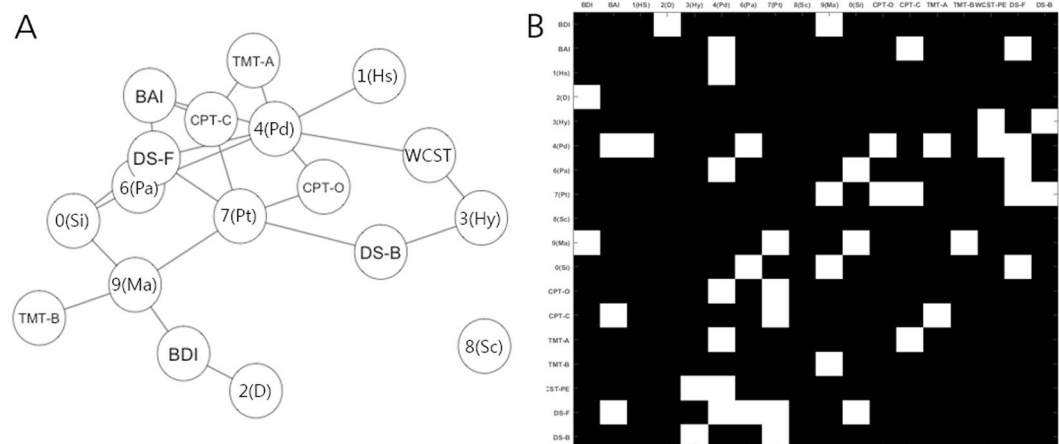 A
TMT-A
1(Hs)
BAI
CPT-C
4(Pd)
DS-F
WCST
6(Pa)
CPT-O
0(Si)
7(Pt)
3(Hy)
DS-B
9(Ma)
TMT-B
BDI
8(Sc)
2(D)
B
BDI BAI 1(HS) 2(D) 3(Hy) 4(Pd) 6(Pa) 7(Pt) 8(Sc) 9(Ma) 0(Si) CPT-O CPT-C TMT-A TMT-B WCST-PE DS-F DS-B
BDI
BAI
1(Hs)
2(D)
3(Hy)
4(Pd)
6(Pa)
7(Pt)
8(Sc)
9(Ma)
0(Si)
CPT-O
CPT-C
TMT-A
TMT-B
CST-PE
DS-F
DS-B